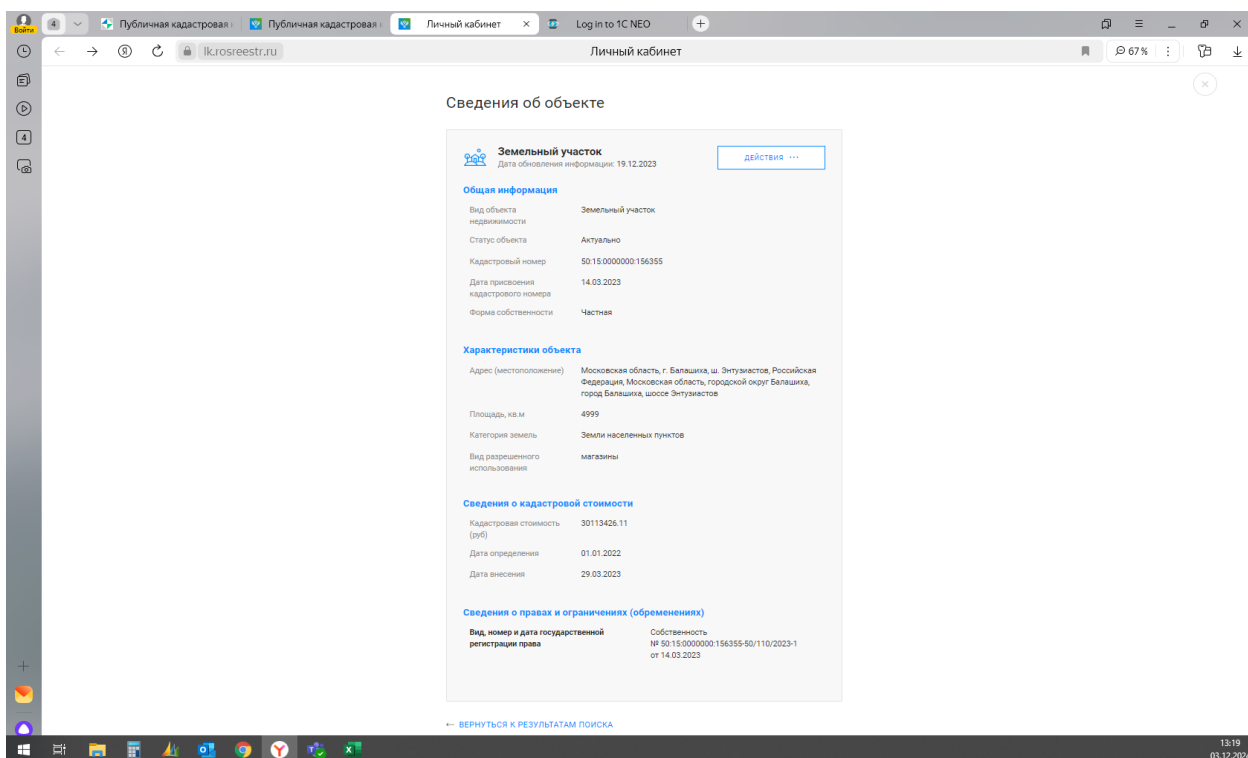 Войти
4
Публичная кадастровая
Публичная кадастровая
Личный кабинет
Log in to 1C NEO
lk.rosreestr.ru
Личный кабинет
67 %
4
Сведения об объекте
Земельный участок
Дата обновления информации: 19.12.2023
ДЕЙСТВИЯ ···
Общая информация
Вид объекта недвижимости
Земельный участок
Статус объекта
Актуально
Кадастровый номер
50:15:0000000:156355
Дата присвоения кадастрового номера
14.03.2023
Форма собственности
Частная
Характеристики объекта
Адрес (местоположение)
Московская область, г. Балашиха, ш. Энтузиастов, Российская
Федерация, Московская область, городской округ Балашиха,
город Балашиха, шоссе Энтузиастов
Площадь, кв.м
4999
Категория земель
Земли населенных пунктов
Вид разрешенного использования
магазины
Сведения о кадастровой стоимости
Кадастровая стоимость (руб)
30113426.11
Дата определения
01.01.2022
Дата внесения
29.03.2023
Сведения о правах и ограничениях (обременениях)
Вид, номер и дата государственной регистрации права
Собственность
№ 50:15:0000000:156355-50/110/2023-1
от 14.03.2023
← ВЕРНУТЬСЯ К РЕЗУЛЬТАТАМ ПОИСКА
13:19